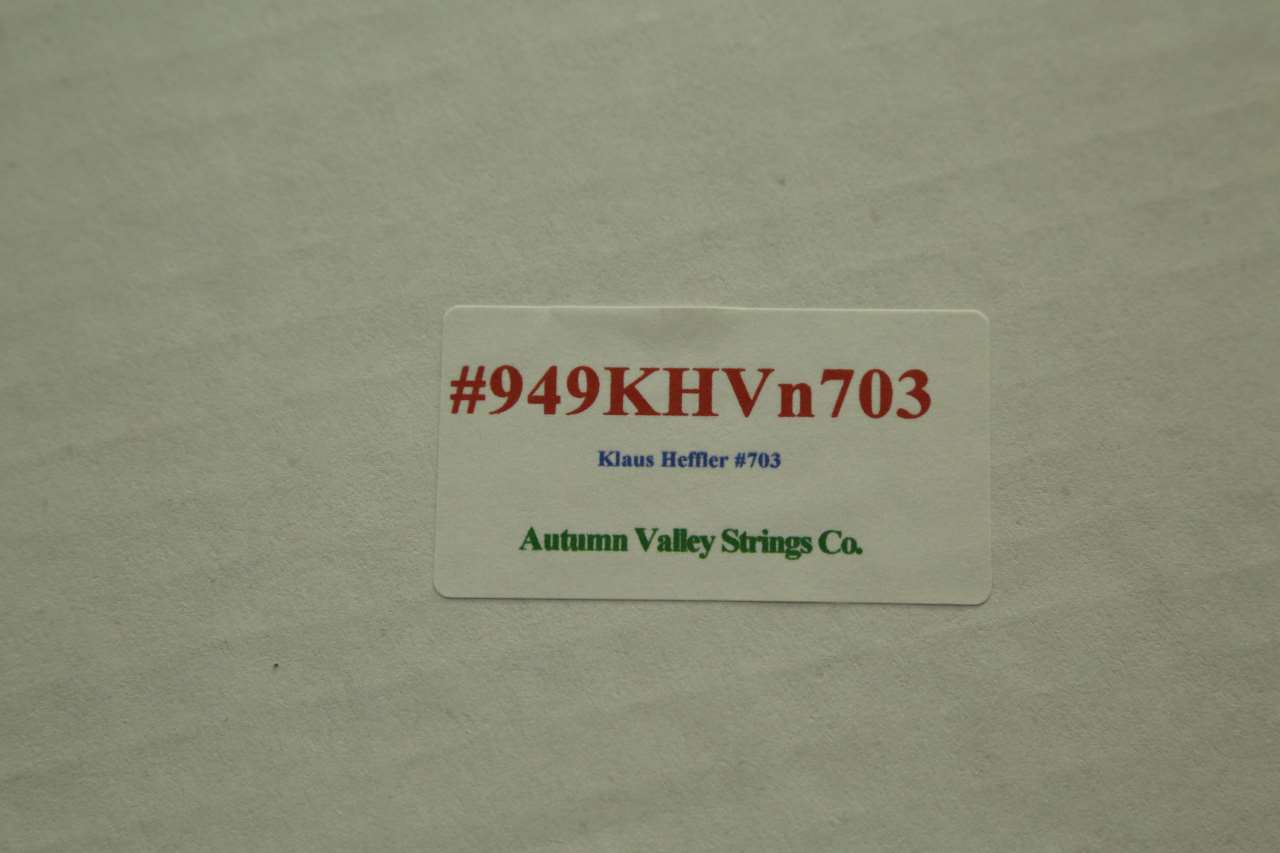 #949KHVn703
Klaus Heffler #703
Autumn Valley Strings Co.